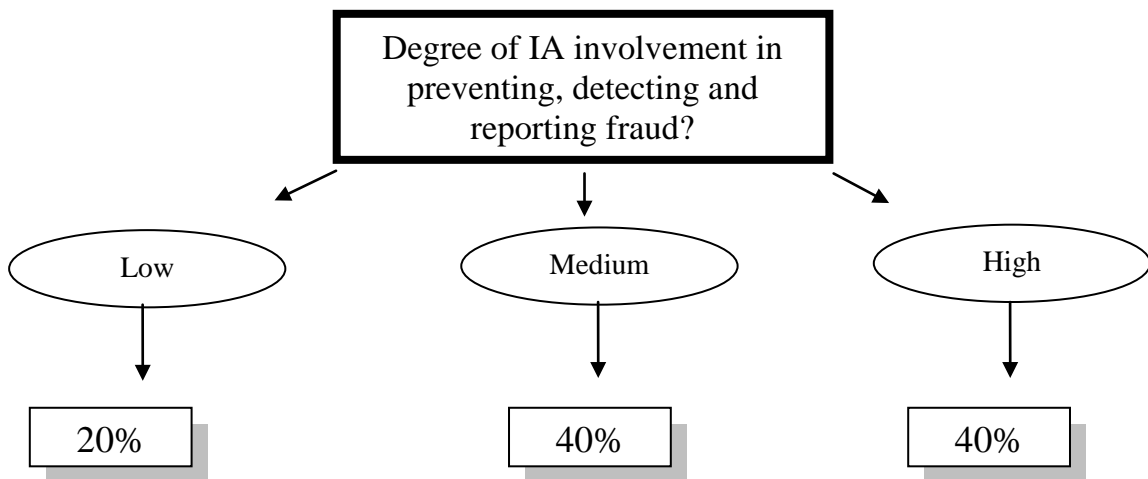 Degree of IA involvement in
preventing, detecting and
reporting fraud?
Low
Medium
High
20%
40%
40%